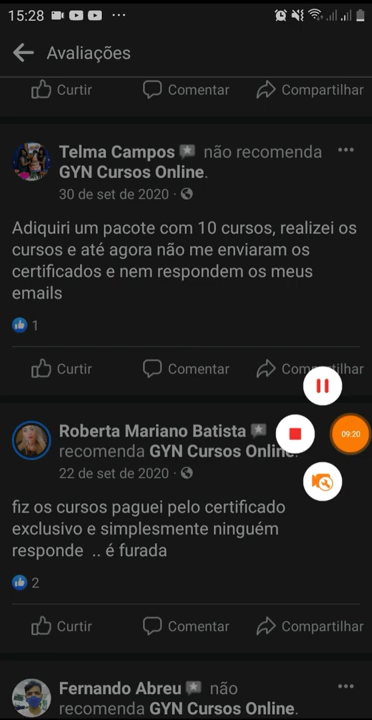 15:28
Avaliações
Curtir Comentar Compartilhar
Telma Campos não recomenda
GYN Cursos Online.
30 de set de 2020 ·
Adiquiri um pacote com 10 cursos, realizei os
cursos e até agora não me enviaram os
certificados e nem respondem os meus
emails
1
Curtir Comentar Compartilhar
09:20
Roberta Mariano Batista
recomenda GYN Cursos Online.
22 de set de 2020 ·
fiz os cursos paguei pelo certificado
exclusivo e simplesmente ninguém
responde .. é furada
2
Curtir Comentar Compartilhar
Fernando Abreu não
recomenda GYN Cursos Online.